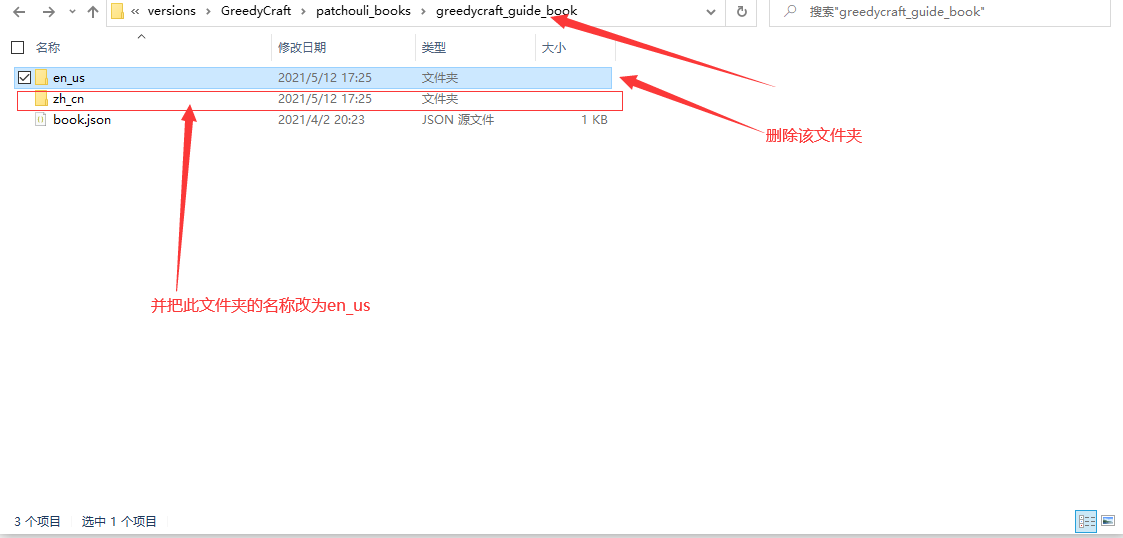 « versions › GreedyCraft › patchouli_books › greedycraft_guide_book
搜索"greedycraft_guide_book"
名称 修改日期 类型 大小
en_us 2021/5/12 17:25 文件夹
zh_cn 2021/5/12 17:25 文件夹
book.json 2021/4/2 20:23 JSON 源文件 1 KB
删除该文件夹
并把此文件夹的名称改为en_us
3 个项目 选中 1 个项目